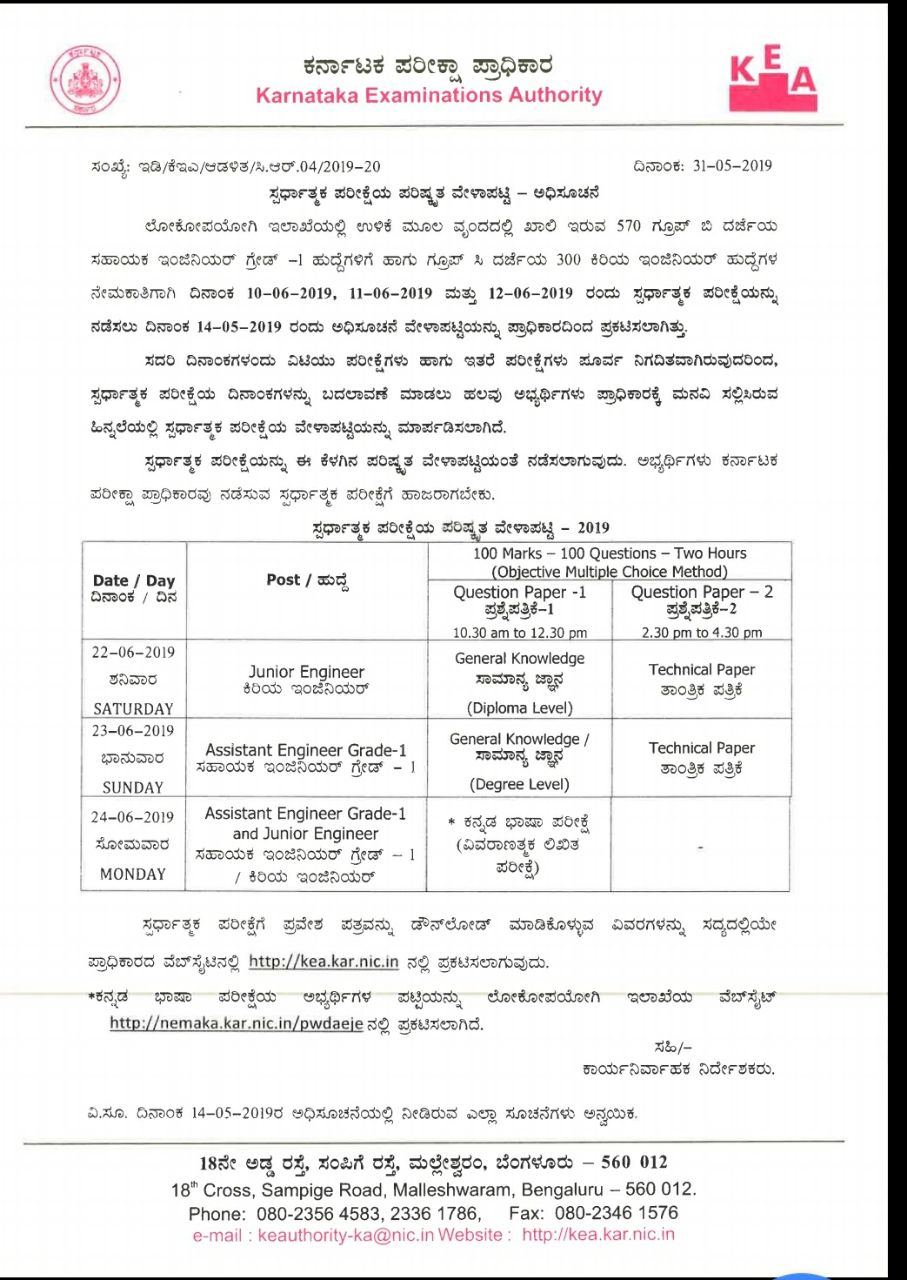 ಕರ್ನಾಟಕ ಪರೀಕ್ಷಾ ಪ್ರಾಧಿಕಾರ
Karnataka Examinations Authority
KEA
ಸಂಖ್ಯೆ: ಇಡಿ/ಕೆಇಎ/ಆಡಳಿತ/ಸಿ.ಆರ್.04/2019-20 ದಿನಾಂಕ: 31-05-2019
ಸ್ಪರ್ಧಾತ್ಮಕ ಪರೀಕ್ಷೆಯ ಪರಿಷ್ಕೃತ ವೇಳಾಪಟ್ಟಿ – ಅಧಿಸೂಚನೆ
ಲೋಕೋಪಯೋಗಿ ಇಲಾಖೆಯಲ್ಲಿ ಉಳಿಕೆ ಮೂಲ ವೃಂದದಲ್ಲಿ ಖಾಲಿ ಇರುವ 570 ಗ್ರೂಪ್ ಬಿ ದರ್ಜೆಯ
ಸಹಾಯಕ ಇಂಜಿನಿಯರ್ ಗ್ರೇಡ್ -1 ಹುದ್ದೆಗಳಿಗೆ ಹಾಗು ಗ್ರೂಪ್ ಸಿ ದರ್ಜೆಯ 300 ಕಿರಿಯ ಇಂಜಿನಿಯರ್ ಹುದ್ದೆಗಳ
ನೇಮಕಾತಿಗಾಗಿ ದಿನಾಂಕ 10-06-2019, 11-06-2019 ಮತ್ತು 12-06-2019 ರಂದು ಸ್ಪರ್ಧಾತ್ಮಕ ಪರೀಕ್ಷೆಯನ್ನು
ನಡೆಸಲು ದಿನಾಂಕ 14-05-2019 ರಂದು ಅಧಿಸೂಚನೆ ವೇಳಾಪಟ್ಟಿಯನ್ನು ಪ್ರಾಧಿಕಾರದಿಂದ ಪ್ರಕಟಿಸಲಾಗಿತ್ತು.
ಸದರಿ ದಿನಾಂಕಗಳಂದು ವಿಟಿಯು ಪರೀಕ್ಷೆಗಳು ಹಾಗು ಇತರೆ ಪರೀಕ್ಷೆಗಳು ಪೂರ್ವ ನಿಗದಿತವಾಗಿರುವುದರಿಂದ,
ಸ್ಪರ್ಧಾತ್ಮಕ ಪರೀಕ್ಷೆಯ ದಿನಾಂಕಗಳನ್ನು ಬದಲಾವಣೆ ಮಾಡಲು ಹಲವು ಅಭ್ಯರ್ಥಿಗಳು ಪ್ರಾಧಿಕಾರಕ್ಕೆ ಮನವಿ ಸಲ್ಲಿಸಿರುವ
ಹಿನ್ನಲೆಯಲ್ಲಿ ಸ್ಪರ್ಧಾತ್ಮಕ ಪರೀಕ್ಷೆಯ ವೇಳಾಪಟ್ಟಿಯನ್ನು ಮಾರ್ಪಡಿಸಲಾಗಿದೆ.
ಸ್ಪರ್ಧಾತ್ಮಕ ಪರೀಕ್ಷೆಯನ್ನು ಈ ಕೆಳಗಿನ ಪರಿಷ್ಕೃತ ವೇಳಾಪಟ್ಟಿಯಂತೆ ನಡೆಸಲಾಗುವುದು. ಅಭ್ಯರ್ಥಿಗಳು ಕರ್ನಾಟಕ
ಪರೀಕ್ಷಾ ಪ್ರಾಧಿಕಾರವು ನಡೆಸುವ ಸ್ಪರ್ಧಾತ್ಮಕ ಪರೀಕ್ಷೆಗೆ ಹಾಜರಾಗಬೇಕು.
ಸ್ಪರ್ಧಾತ್ಮಕ ಪರೀಕ್ಷೆಯ ಪರಿಷ್ಕೃತ ವೇಳಾಪಟ್ಟಿ – 2019
Date / Day
ದಿನಾಂಕ / ದಿನ
Post / ಹುದ್ದೆ
100 Marks – 100 Questions – Two Hours
(Objective Multiple Choice Method)
Question Paper -1
ಪ್ರಶ್ನೆಪತ್ರಿಕೆ-1
10.30 am to 12.30 pm
Question Paper – 2
ಪ್ರಶ್ನೆಪತ್ರಿಕೆ-2
2.30 pm to 4.30 pm
22-06-2019
ಶನಿವಾರ
SATURDAY
Junior Engineer
ಕಿರಿಯ ಇಂಜಿನಿಯರ್
General Knowledge
ಸಾಮಾನ್ಯ ಜ್ಞಾನ
(Diploma Level)
Technical Paper
ತಾಂತ್ರಿಕ ಪತ್ರಿಕೆ
23-06-2019
ಭಾನುವಾರ
SUNDAY
Assistant Engineer Grade-1
ಸಹಾಯಕ ಇಂಜಿನಿಯರ್ ಗ್ರೇಡ್ – 1
General Knowledge /
ಸಾಮಾನ್ಯ ಜ್ಞಾನ
(Degree Level)
Technical Paper
ತಾಂತ್ರಿಕ ಪತ್ರಿಕೆ
24-06-2019
ಸೋಮವಾರ
MONDAY
Assistant Engineer Grade-1
and Junior Engineer
ಸಹಾಯಕ ಇಂಜಿನಿಯರ್ ಗ್ರೇಡ್ – 1
/ ಕಿರಿಯ ಇಂಜಿನಿಯರ್
* ಕನ್ನಡ ಭಾಷಾ ಪರೀಕ್ಷೆ
(ವಿವರಾಣತ್ಮಕ ಲಿಖಿತ
ಪರೀಕ್ಷೆ)
-
ಸ್ಪರ್ಧಾತ್ಮಕ ಪರೀಕ್ಷೆಗೆ ಪ್ರವೇಶ ಪತ್ರವನ್ನು ಡೌನ್‌ಲೋಡ್ ಮಾಡಿಕೊಳ್ಳುವ ವಿವರಗಳನ್ನು ಸದ್ಯದಲ್ಲಿಯೇ
ಪ್ರಾಧಿಕಾರದ ವೆಬ್‌ಸೈಟಿನಲ್ಲಿ http://kea.kar.nic.in ನಲ್ಲಿ ಪ್ರಕಟಿಸಲಾಗುವುದು.
*ಕನ್ನಡ ಭಾಷಾ ಪರೀಕ್ಷೆಯ ಅಭ್ಯರ್ಥಿಗಳ ಪಟ್ಟಿಯನ್ನು ಲೋಕೋಪಯೋಗಿ ಇಲಾಖೆಯ ವೆಬ್‌ಸೈಟ್
http://nemaka.kar.nic.in/pwdaeje ನಲ್ಲಿ ಪ್ರಕಟಿಸಲಾಗಿದೆ.
ಸಹಿ/-
ಕಾರ್ಯನಿರ್ವಾಹಕ ನಿರ್ದೇಶಕರು.
ವಿ.ಸೂ. ದಿನಾಂಕ 14-05-2019ರ ಅಧಿಸೂಚನೆಯಲ್ಲಿ ನೀಡಿರುವ ಎಲ್ಲಾ ಸೂಚನೆಗಳು ಅನ್ವಯಿಕ.
18ನೇ ಅಡ್ಡ ರಸ್ತೆ, ಸಂಪಿಗೆ ರಸ್ತೆ, ಮಲ್ಲೇಶ್ವರಂ, ಬೆಂಗಳೂರು – 560 012
18th Cross, Sampige Road, Malleshwaram, Bengaluru – 560 012.
Phone: 080-2356 4583, 2336 1786, Fax: 080-2346 1576
e-mail : keauthority-ka@nic.in Website : http://kea.kar.nic.in